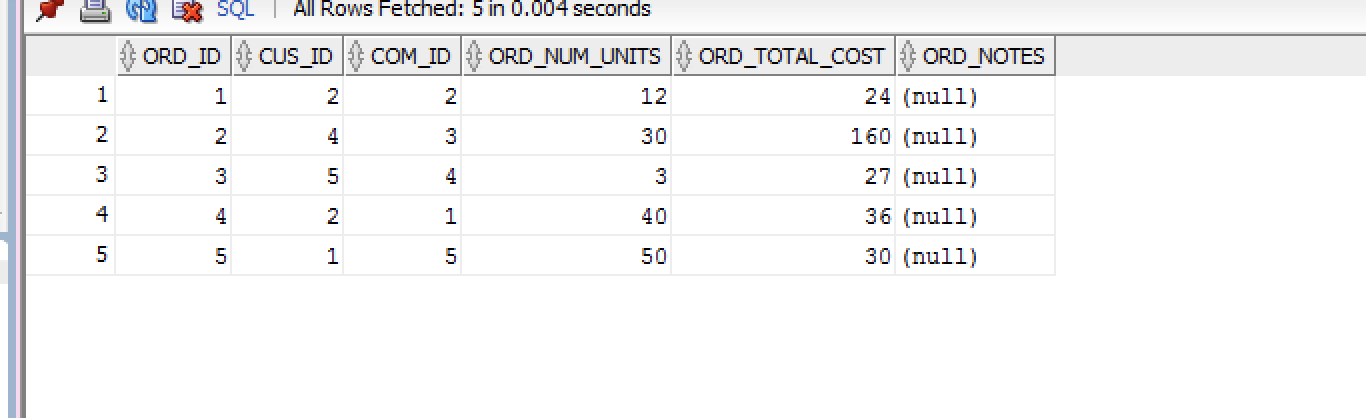 SQL All Rows Fetched: 5 in 0.004 seconds
ORD_ID CUS_ID COM_ID ORD_NUM_UNITS ORD_TOTAL_COST ORD_NOTES
1 1 2 2 12 24 (null)
2 2 4 3 30 160 (null)
3 3 5 4 3 27 (null)
4 4 2 1 40 36 (null)
5 5 1 5 50 30 (null)